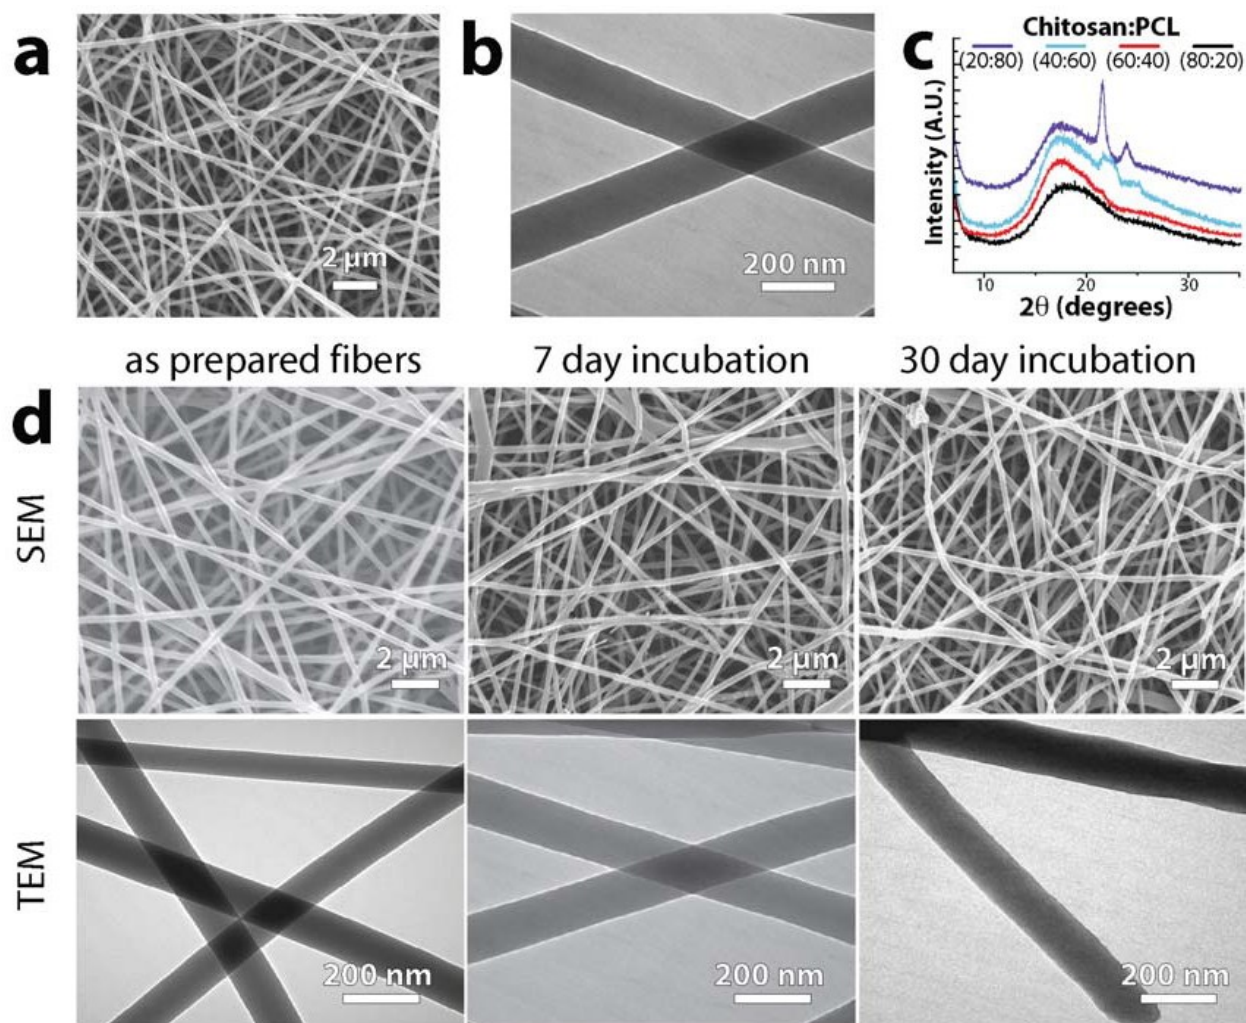 a
2 μm
b
200 nm
c
Chitosan:PCL
(20:80) (40:60) (60:40) (80:20)
Intensity (A.U.)
10 20 30
2θ (degrees)
as prepared fibers 7 day incubation 30 day incubation
d
SEM
2 μm 2 μm 2 μm
TEM
200 nm 200 nm 200 nm